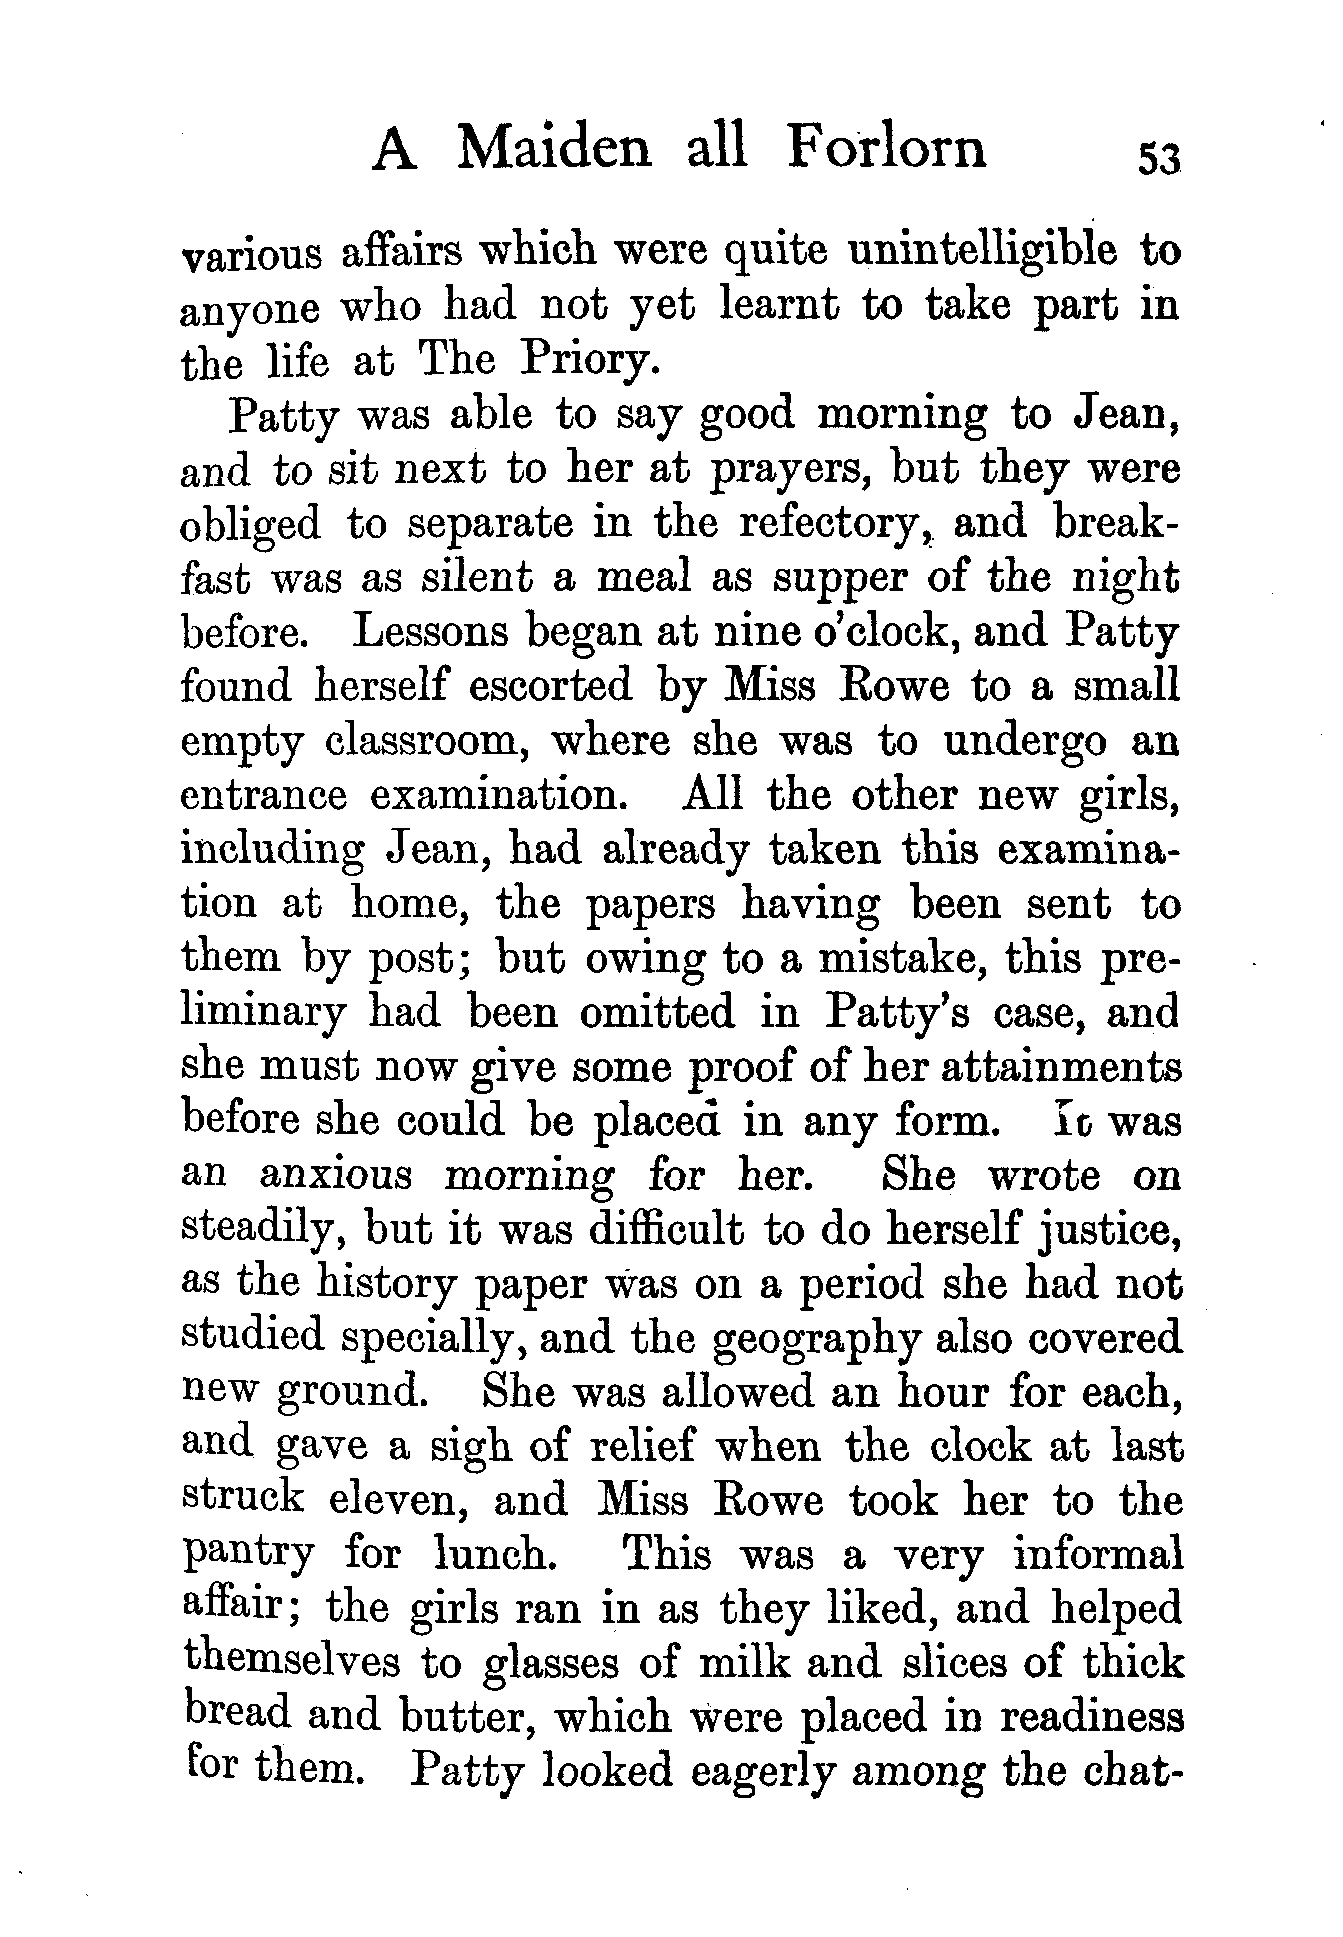 A Maiden all Forlorn 53
various affairs which were quite unintelligible to
anyone who had not yet learnt to take part in
the life at The Priory.
Patty was able to say good morning to Jean,
and to sit next to her at prayers, but they were
obliged to separate in the refectory, and break-
fast was as silent a meal as supper of the night
before. Lessons began at nine o'clock, and Patty
found herself escorted by Miss Rowe to a small
empty classroom, where she was to undergo an
entrance examination. All the other new girls,
including Jean, had already taken this examina-
tion at home, the papers having been sent to
them by post; but owing to a mistake, this pre-
liminary had been omitted in Patty's case, and
she must now give some proof of her attainments
before she could be placed in any form. It was
an anxious morning for her. She wrote on
steadily, but it was difficult to do herself justice,
as the history paper was on a period she had not
studied specially, and the geography also covered
new ground. She was allowed an hour for each,
and gave a sigh of relief when the clock at last
struck eleven, and Miss Rowe took her to the
pantry for lunch. This was a very informal
affair; the girls ran in as they liked, and helped
themselves to glasses of milk and slices of thick
bread and butter, which were placed in readiness
for them. Patty looked eagerly among the chat-